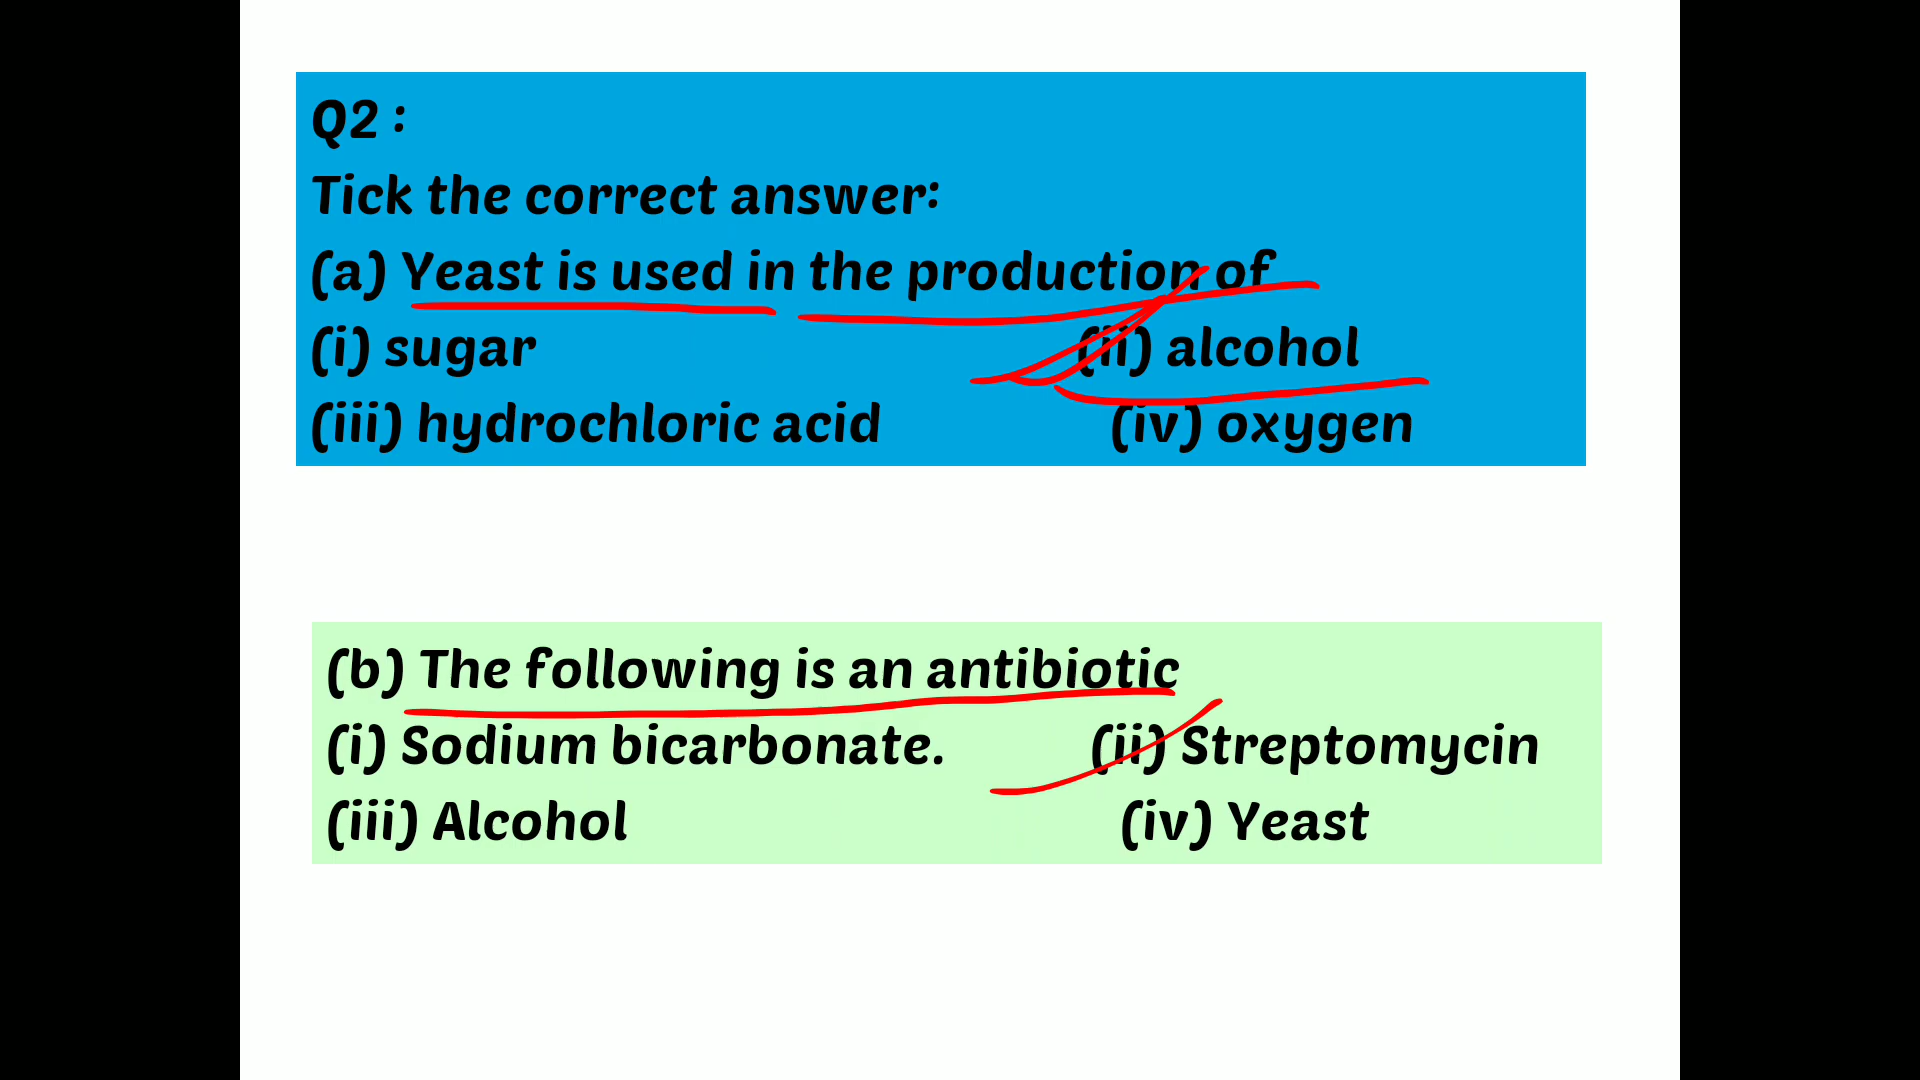 Q2 :
Tick the correct answer:
(a) Yeast is used in the production of
(i) sugar (ii) alcohol
(iii) hydrochloric acid (iv) oxygen
(b) The following is an antibiotic
(i) Sodium bicarbonate. (ii) Streptomycin
(iii) Alcohol (iv) Yeast